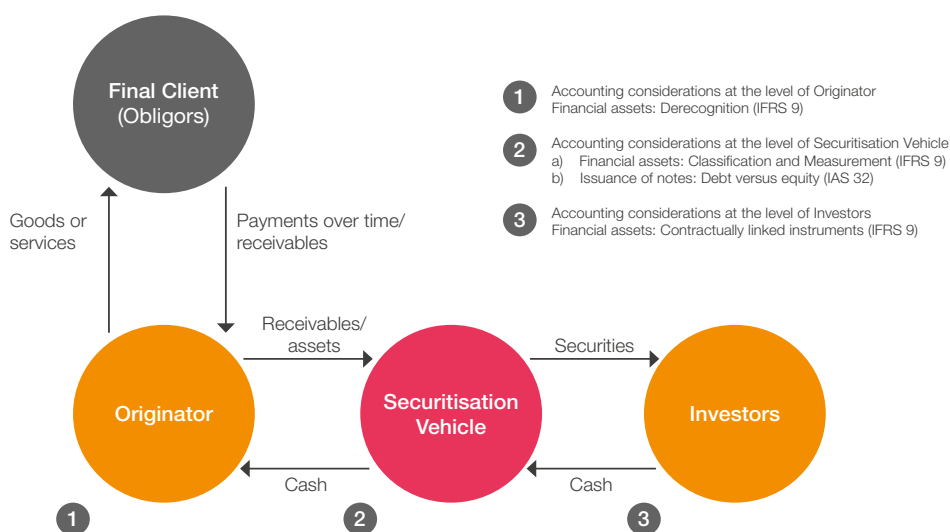 Final Client
(Obligors)
1
Accounting considerations at the level of Originator
Financial assets: Derecognition (IFRS 9)
2
Accounting considerations at the level of Securitisation Vehicle
a) Financial assets: Classification and Measurement (IFRS 9)
b) Issuance of notes: Debt versus equity (IAS 32)
3
Accounting considerations at the level of Investors
Financial assets: Contractually linked instruments (IFRS 9)
Goods or
services
Payments over time/
receivables
Receivables/
assets
Securities
Originator
Securitisation
Vehicle
Investors
Cash
Cash
1
2
3